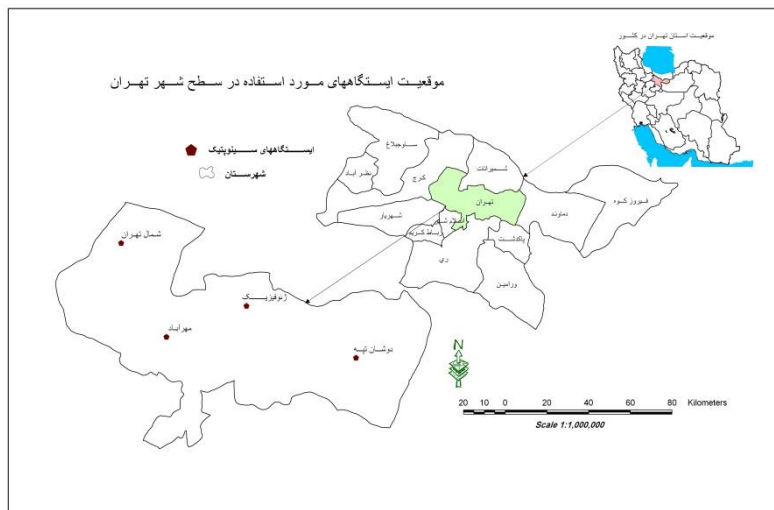 موقعیت استان تهران در کشور
موقعیت ایستگاههای مورد استفاده در سطح شهر تهران
ایستگاههای سینوپتیک
شهرستان
ساوجبلاغ
نظر آباد
کرج
شمیرانات
تهران
فیروز کوه
دماوند
شهریار
اسلام شهر
رباط کریم
پاکدشت
ری
ورامین
شمال تهران
ژئوفیزیک
مهرآباد
دوشان تپه
N
20 10 0 20 40 60 80 Kilometers
Scale 1:1,000,000